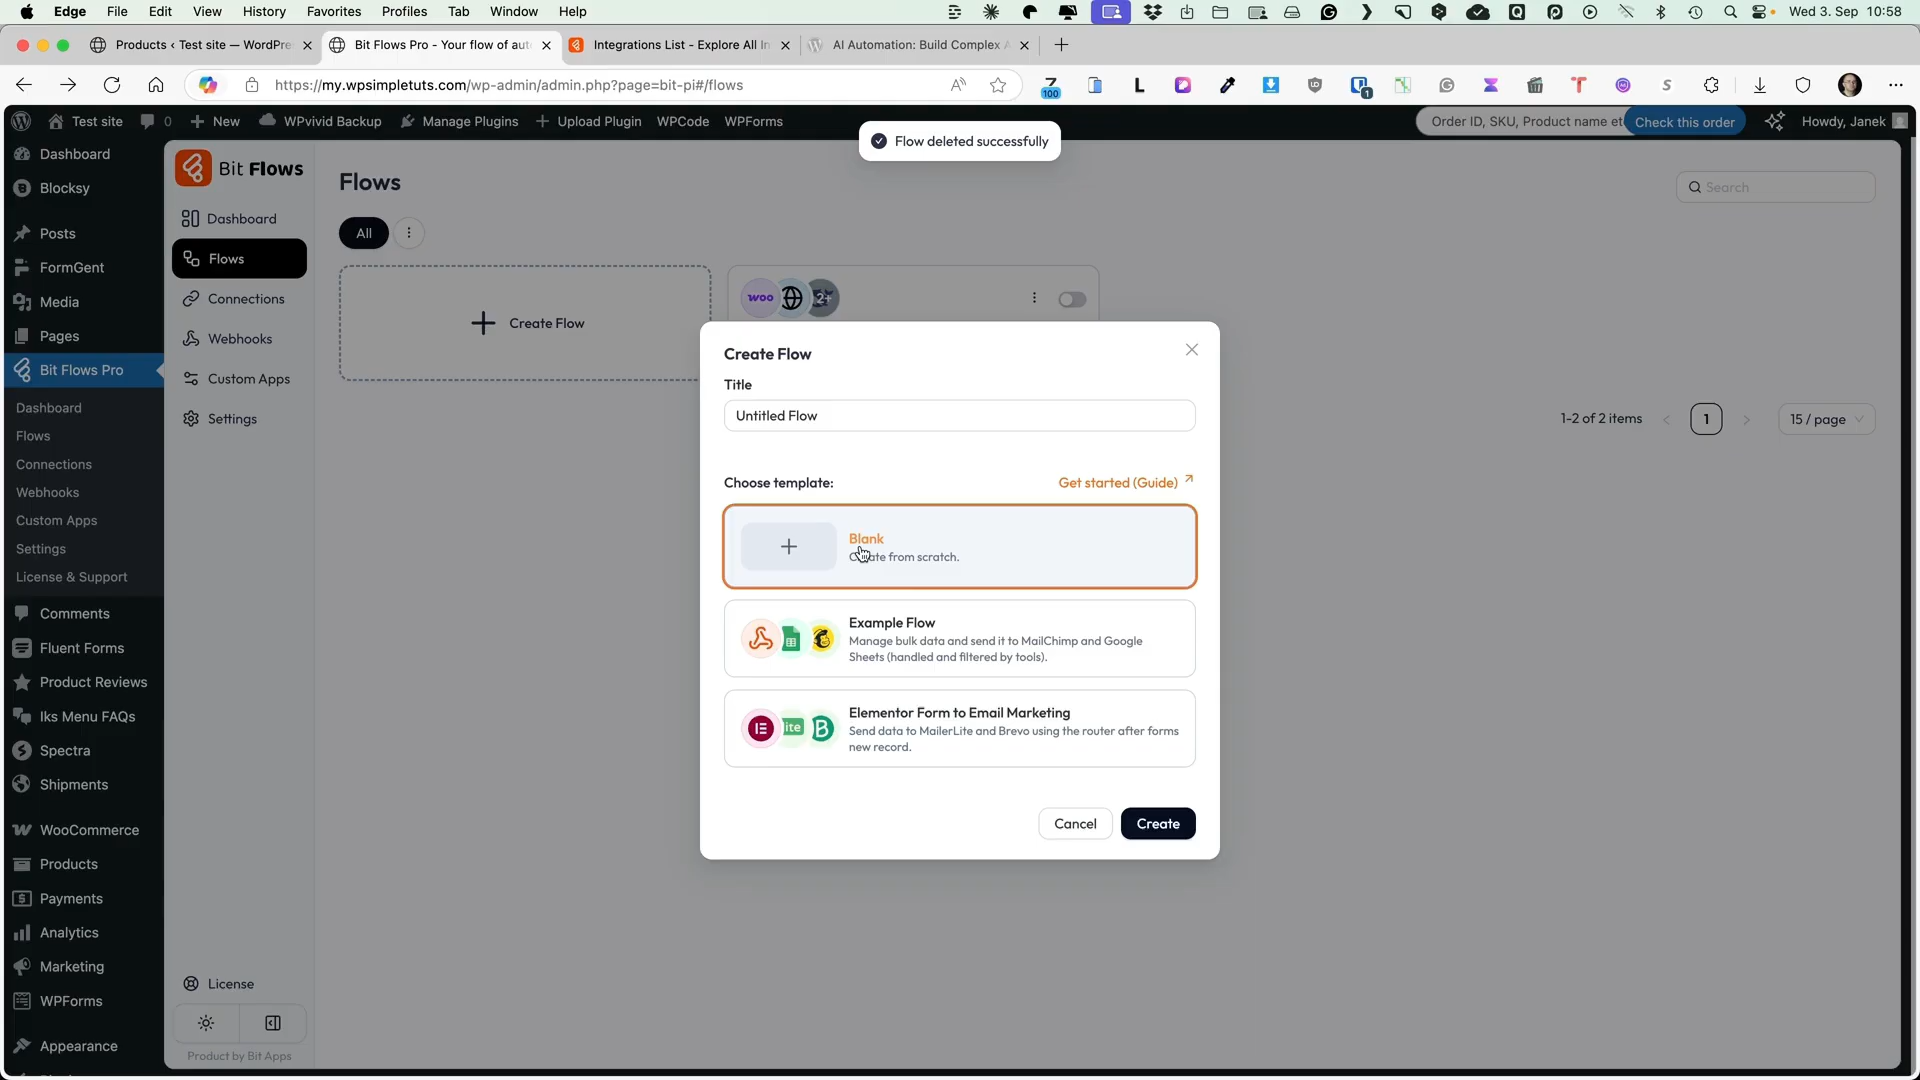 Edge File Edit View History Favorites Profiles Tab Window Help
Wed 3. Sep 10:58
Products ‹ Test site — WordPre
Bit Flows Pro - Your flow of aut
Integrations List - Explore All In
AI Automation: Build Complex A
https://my.wpsimpletuts.com/wp-admin/admin.php?page=bit-pi#/flows
100
1
Test site 0 New WPvivid Backup Manage Plugins Upload Plugin WPCode WPForms
Order ID, SKU, Product name et
Check this order
Howdy, Janek
Flow deleted successfully
Dashboard
Blocksy
Posts
FormGent
Media
Pages
Bit Flows Pro
Dashboard
Flows
Connections
Webhooks
Custom Apps
Settings
License & Support
Comments
Fluent Forms
Product Reviews
Iks Menu FAQs
Spectra
Shipments
WooCommerce
Products
Payments
Analytics
Marketing
WPForms
Appearance
Bit Flows
Dashboard
Flows
Connections
Webhooks
Custom Apps
Settings
License
Product by Bit Apps
Flows
Search
All
Create Flow
woo 2+
1-2 of 2 items
1
15 / page
Create Flow
Title
Untitled Flow
Choose template:
Get started (Guide)
Blank
Create from scratch.
Example Flow
Manage bulk data and send it to MailChimp and Google
Sheets (handled and filtered by tools).
Elementor Form to Email Marketing
lite
Send data to MailerLite and Brevo using the router after forms
new record.
Cancel
Create